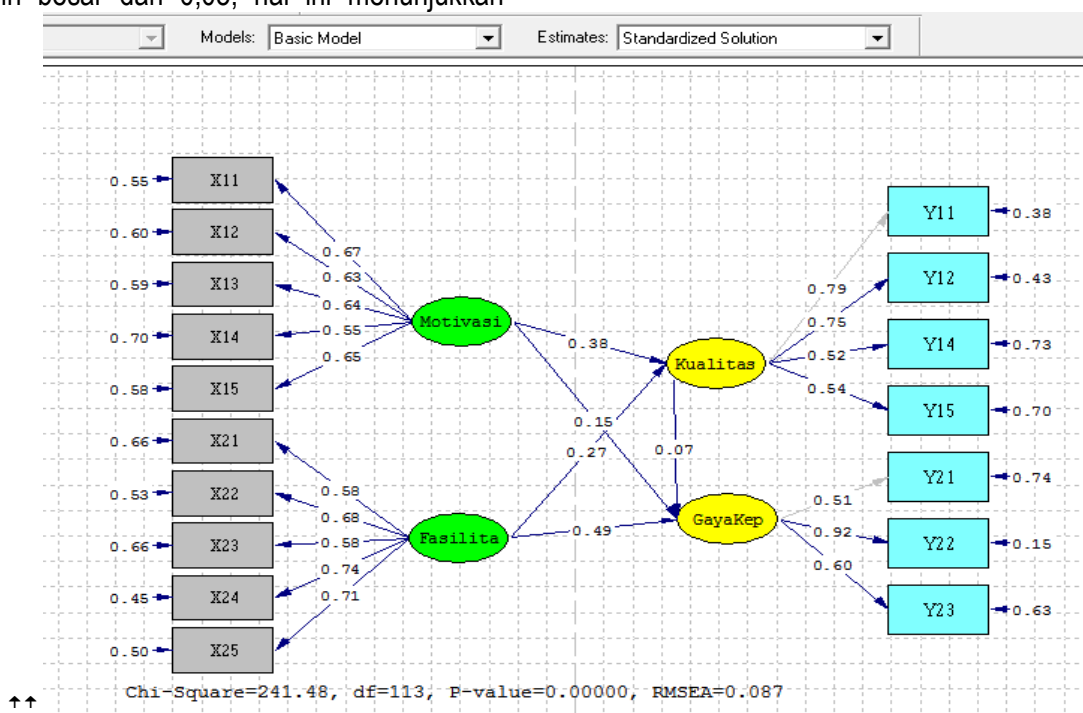 besar 0,05, hal ini menunjukkan
Models: Basic Model Estimates: Standardized Solution
0.55 X11
0.60 X12
0.59 X13
0.70 X14
0.58 X15
0.66 X21
0.53 X22
0.66 X23
0.45 X24
0.50 X25
0.67
0.63
0.64
0.55
0.65
0.58
0.68
0.58
0.74
0.71
Motivasi
Fasilita
0.38
0.15
0.27
0.07
0.49
Kualitas
GayaKep
0.79
0.75
0.52
0.54
0.51
0.92
0.60
Y11 0.38
Y12 0.43
Y14 0.73
Y15 0.70
Y21 0.74
Y22 0.15
Y23 0.63
Chi-Square=241.48, df=113, P-value=0.00000, RMSEA=0.087